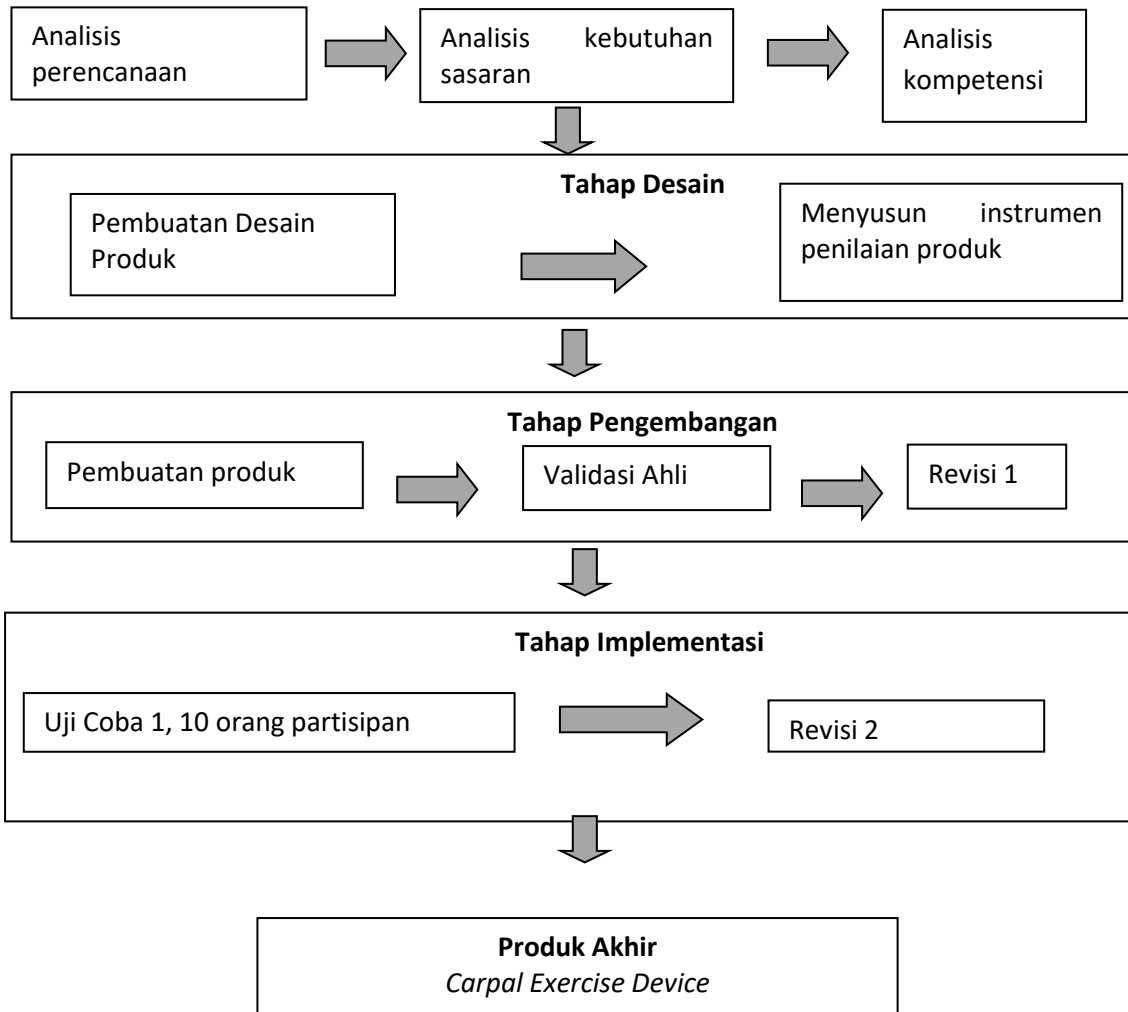 Analisis
perencanaan
Analisis kebutuhan
sasaran
Analisis
kompetensi
Tahap Desain
Pembuatan Desain
Produk
Menyusun instrumen
penilaian produk
Tahap Pengembangan
Pembuatan produk
Validasi Ahli
Revisi 1
Tahap Implementasi
Uji Coba 1, 10 orang partisipan
Revisi 2
Produk Akhir
Carpal Exercise Device